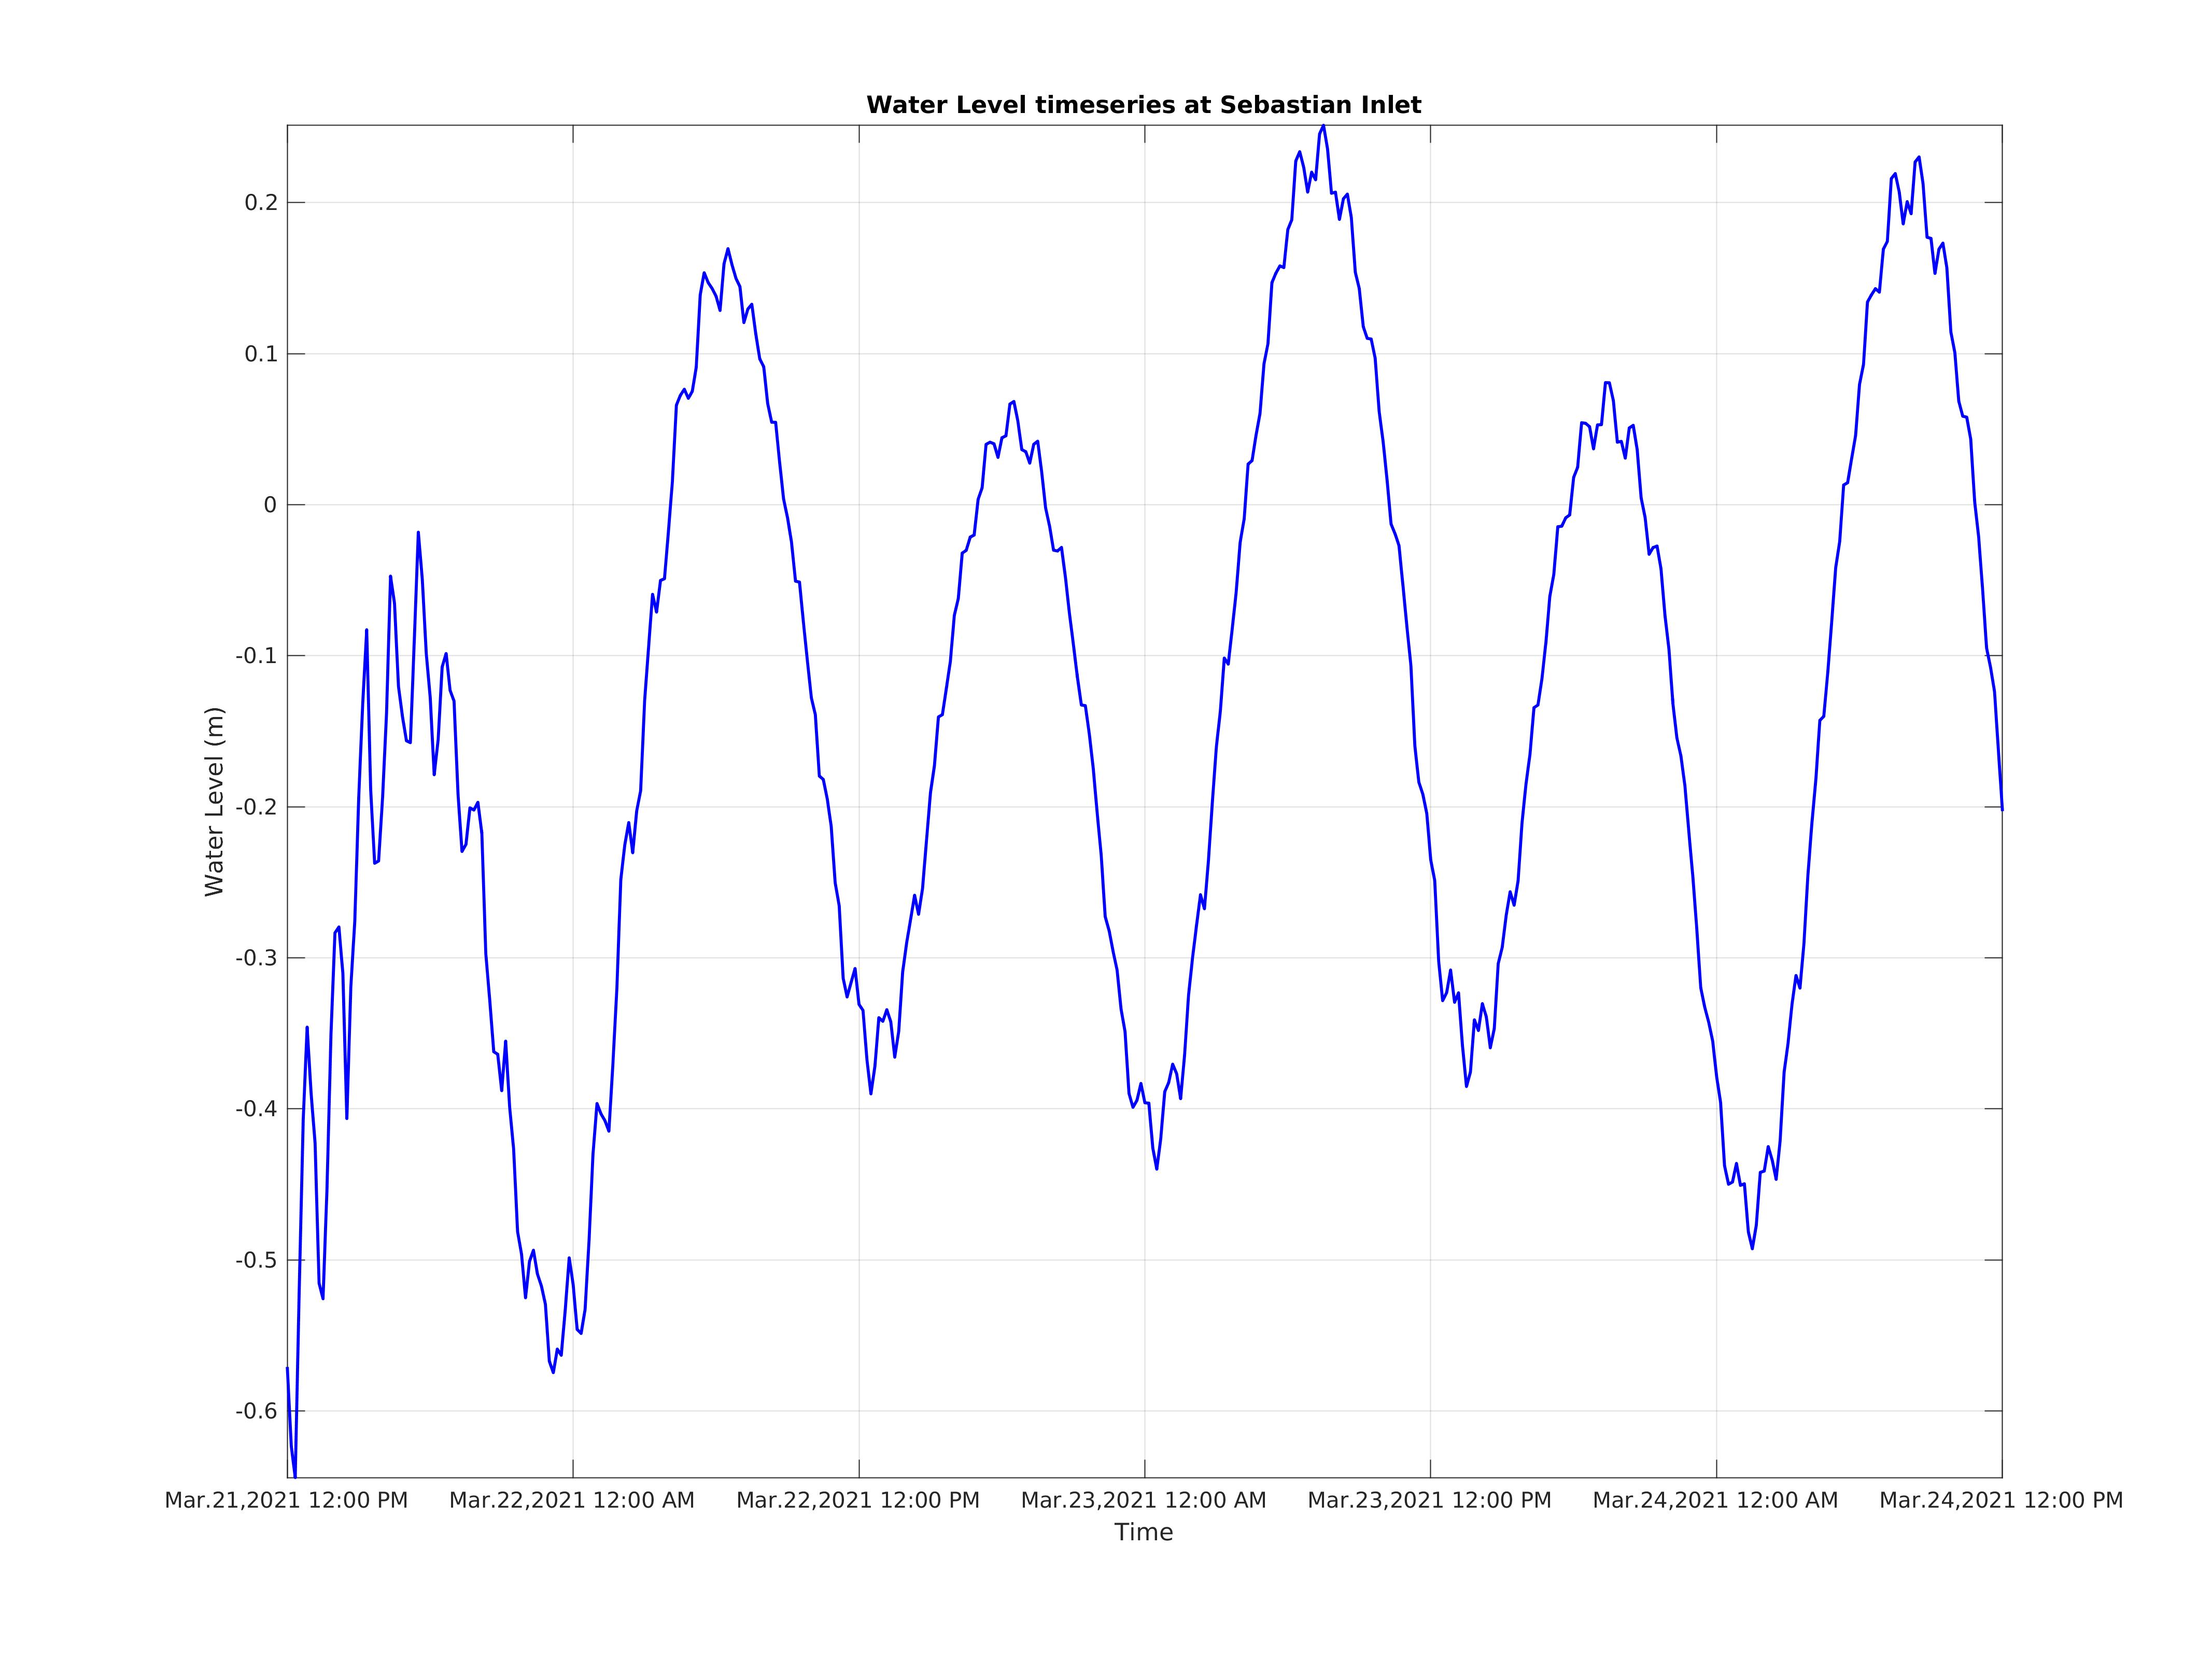 Water Level timeseries at Sebastian Inlet
Water Level (m)
0.2
0.1
0
-0.1
-0.2
-0.3
-0.4
-0.5
-0.6
Mar.21,2021 12:00 PM
Mar.22,2021 12:00 AM
Mar.22,2021 12:00 PM
Mar.23,2021 12:00 AM
Mar.23,2021 12:00 PM
Mar.24,2021 12:00 AM
Mar.24,2021 12:00 PM
Time